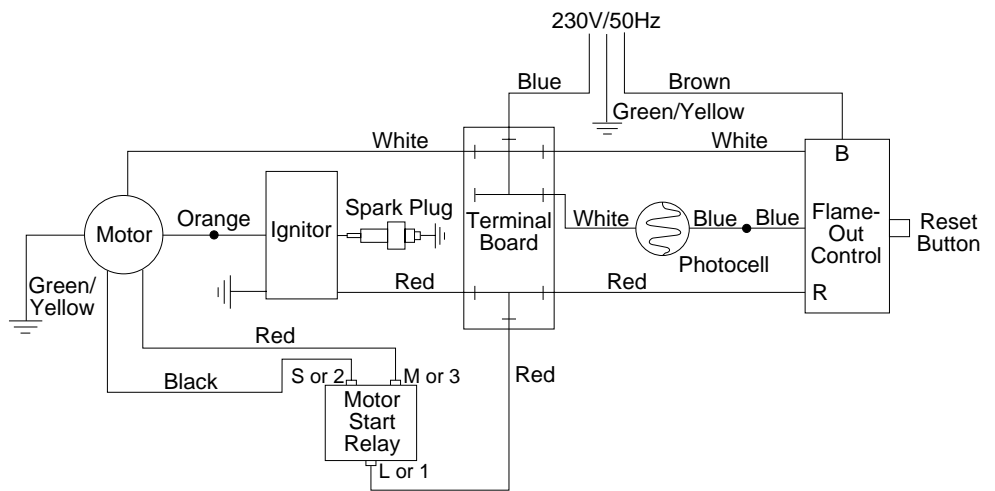 230V/50Hz
Blue
Brown
Green/Yellow
White
White
B
Orange
Ignitor
Spark Plug
Motor
Terminal
Board
White
Blue
Blue
Flame-
Out
Control
Reset
Button
Photocell
Green/
Yellow
Red
Red
R
Red
Black
S or 2
M or 3
Red
Motor
Start
Relay
L or 1